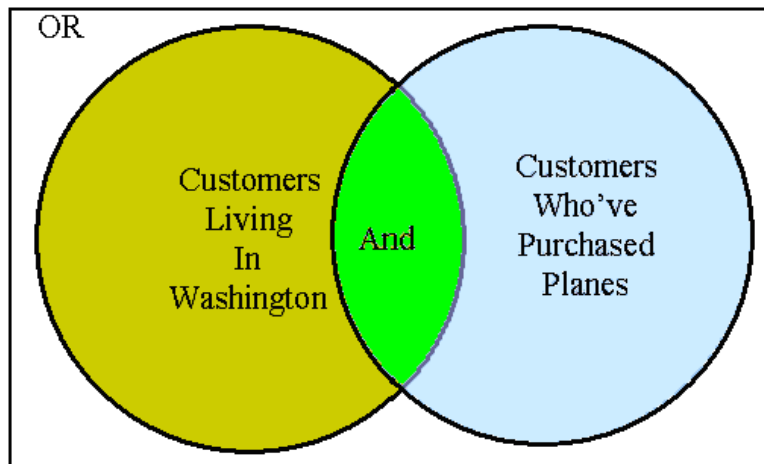 OR
Customers
Living
In
Washington
And
Customers
Who've
Purchased
Planes